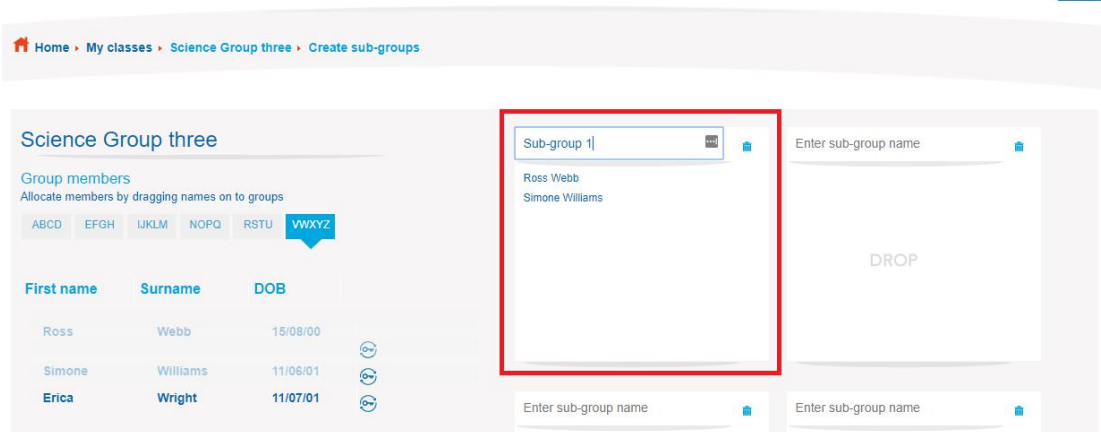 Home › My classes › Science Group three › Create sub-groups
Science Group three
Group members
Allocate members by dragging names on to groups
ABCD EFGH IJKLM NOPQ RSTU VWXYZ
First name Surname DOB
Ross Webb 15/08/00
Simone Williams 11/06/01
Erica Wright 11/07/01
Sub-group 1
Ross Webb
Simone Williams
Enter sub-group name
DROP
Enter sub-group name
Enter sub-group name